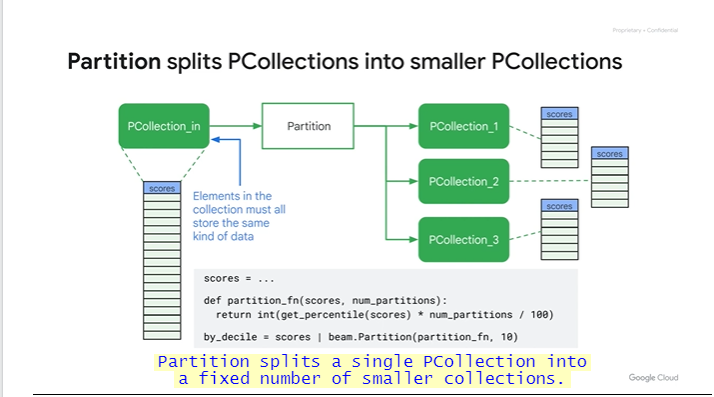 Proprietary + Confidential
Partition splits PCollections into smaller PCollections
PCollection_in
Partition
PCollection_1
scores
PCollection_2
scores
PCollection_3
scores
scores
Elements in the
collection must all
store the same
kind of data
scores = ...
def partition_fn(scores, num_partitions):
return int(get_percentile(scores) * num_partitions / 100)
by_decile = scores | beam.Partition(partition_fn, 10)
Partition splits a single PCollection into
a fixed number of smaller collections.
Google Cloud